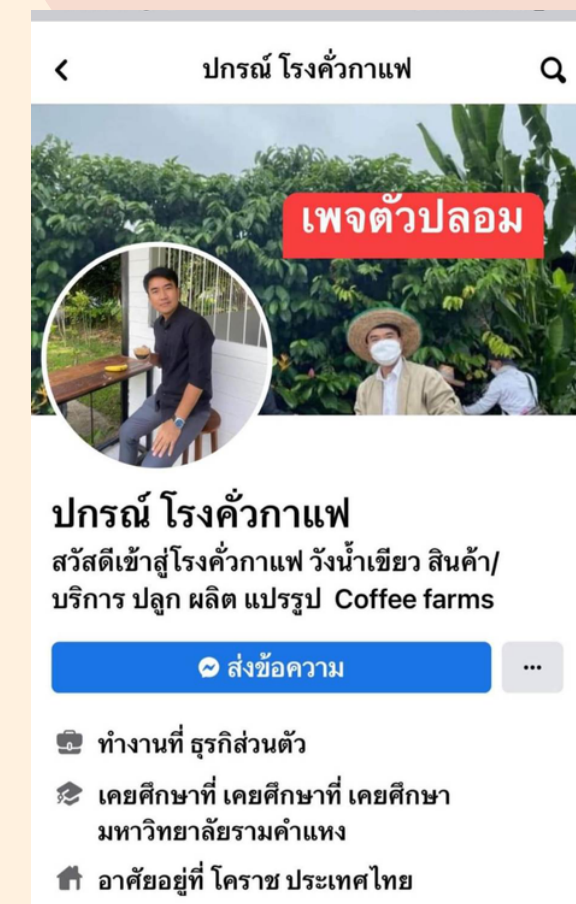 ปกรณ์ โรงคั่วกาแฟ
เพจตัวปลอม
ปกรณ์ โรงคั่วกาแฟ
สวัสดีเข้าสู่โรงคั่วกาแฟ วังน้ำเขียว สินค้า/
บริการ ปลูก ผลิต แปรรูป Coffee farms
ส่งข้อความ
ทำงานที่ ธุรกิส่วนตัว
เคยศึกษาที่ เคยศึกษาที่ เคยศึกษา
มหาวิทยาลัยรามคำแหง
อาศัยอยู่ที่ โคราช ประเทศไทย